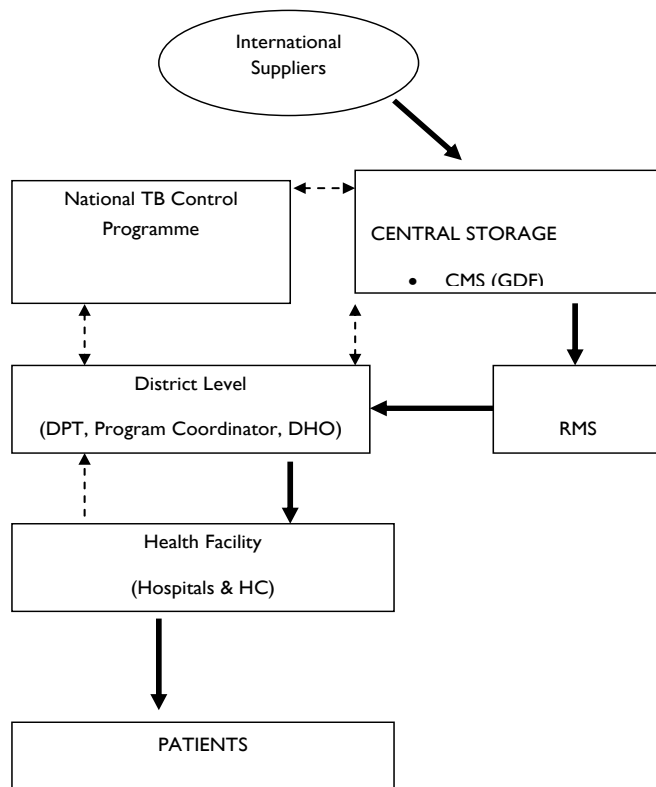 International
Suppliers
National TB Control
Programme
CENTRAL STORAGE
• CMS (GDF)
District Level
(DPT, Program Coordinator, DHO)
RMS
Health Facility
(Hospitals & HC)
PATIENTS